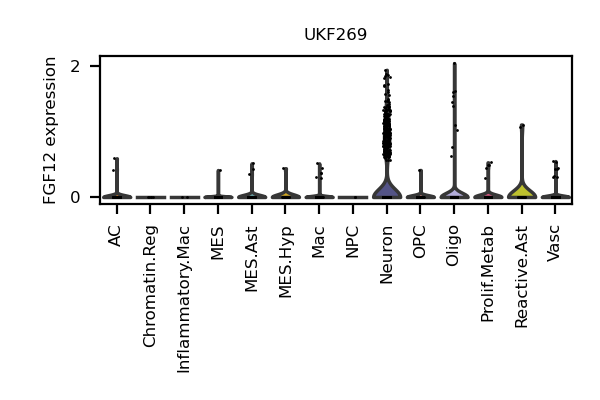 UKF269
FGF12 expression
2
0
AC
Chromatin.Reg
Inflammatory.Mac
MES
MES.Ast
MES.Hyp
Mac
NPC
Neuron
OPC
Oligo
Prolif.Metab
Reactive.Ast
Vasc